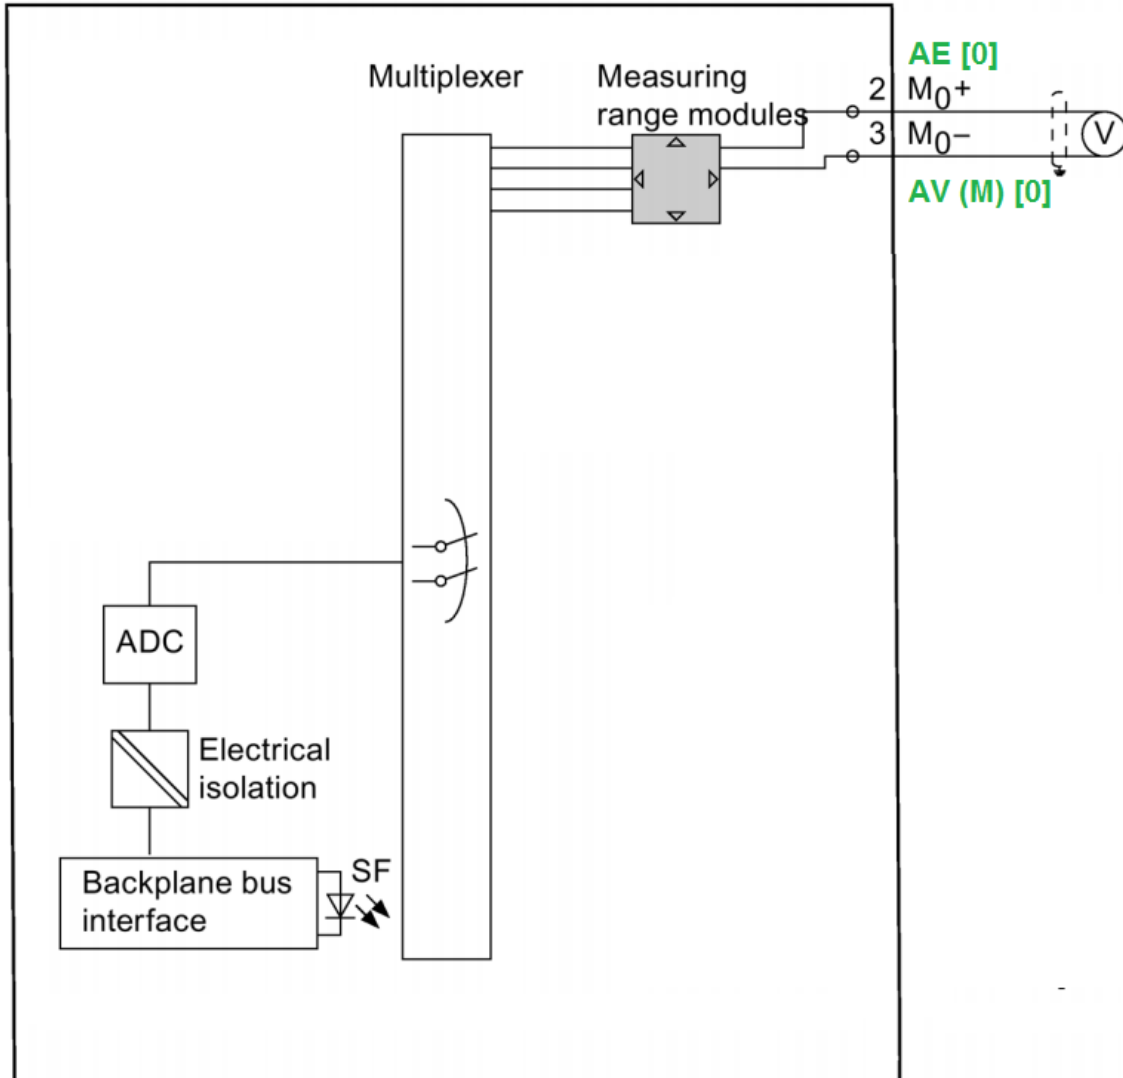 AE [0]
Multiplexer
Measuring
range modules
2 M0+
3 M0–
V
AV (M) [0]
ADC
Electrical
isolation
SF
Backplane bus
interface